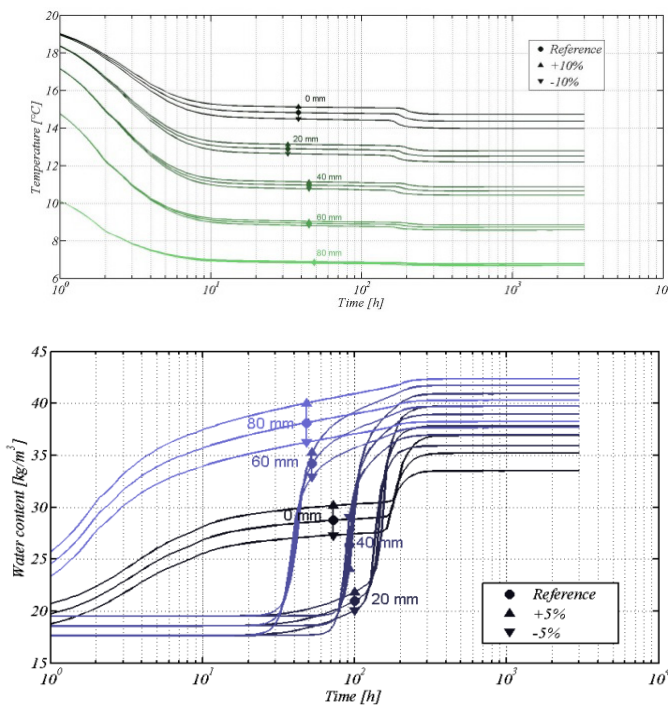 20
18
16
14
12
10
8
6
Temperature [°C]
Reference
+10%
-10%
0 mm
20 mm
40 mm
60 mm
80 mm
10⁰
10¹
10²
10³
Time [h]
45
40
35
30
25
20
15
Water content [kg/m³]
80 mm
60 mm
0 mm
40 mm
20 mm
Reference
+5%
-5%
10⁰
10¹
10²
10³
10⁴
Time [h]